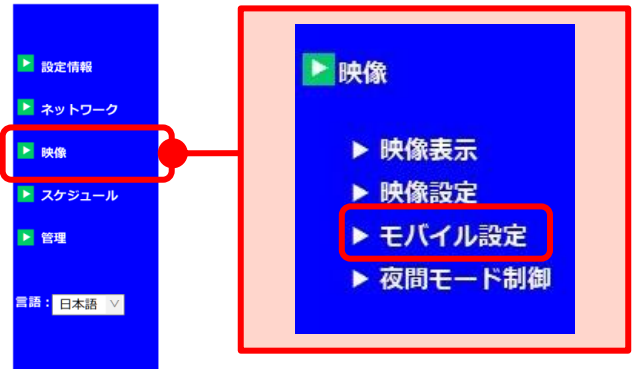 設定情報
ネットワーク
映像
スケジュール
管理
言語：日本語
映像
映像表示
映像設定
モバイル設定
夜間モード制御